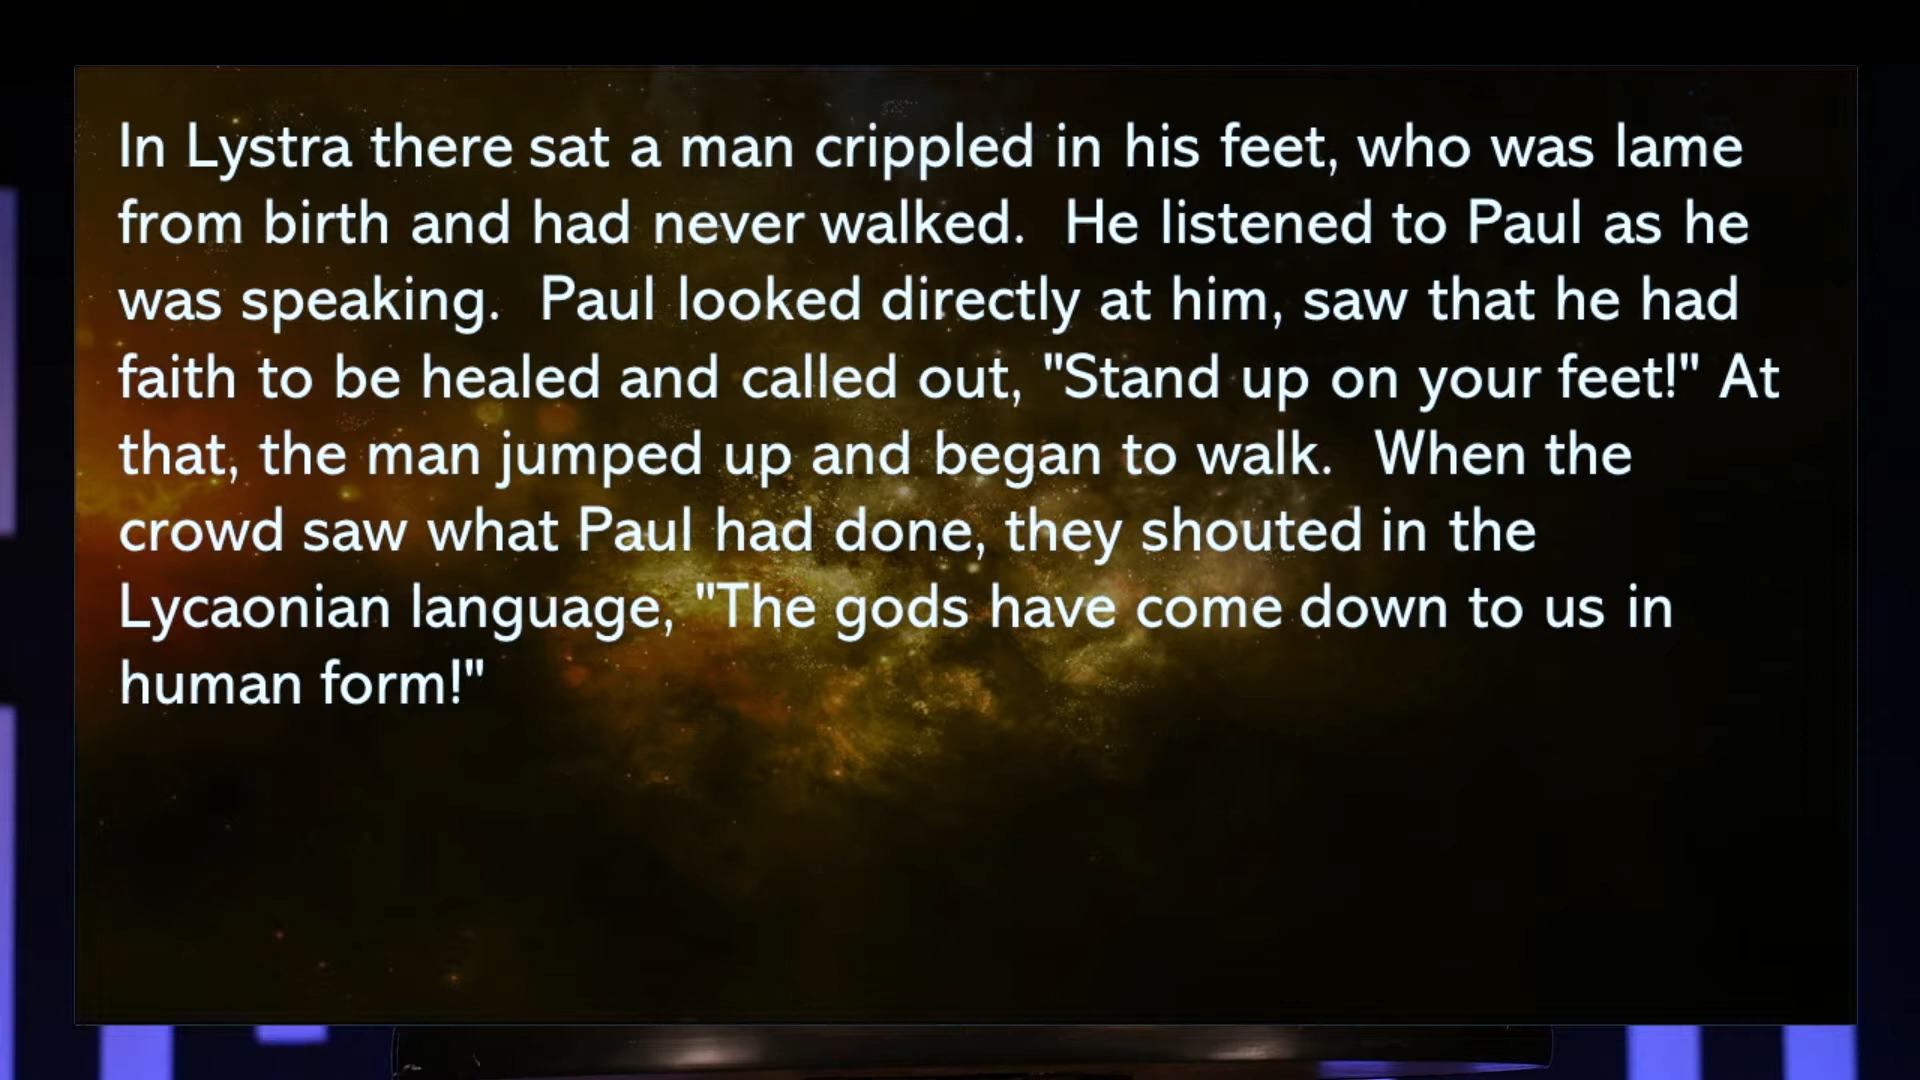 In Lystra there sat a man crippled in his feet, who was lame
from birth and had never walked.  He listened to Paul as he
was speaking.  Paul looked directly at him, saw that he had
faith to be healed and called out, "Stand up on your feet!" At
that, the man jumped up and began to walk.  When the
crowd saw what Paul had done, they shouted in the
Lycaonian language, "The gods have come down to us in
human form!"